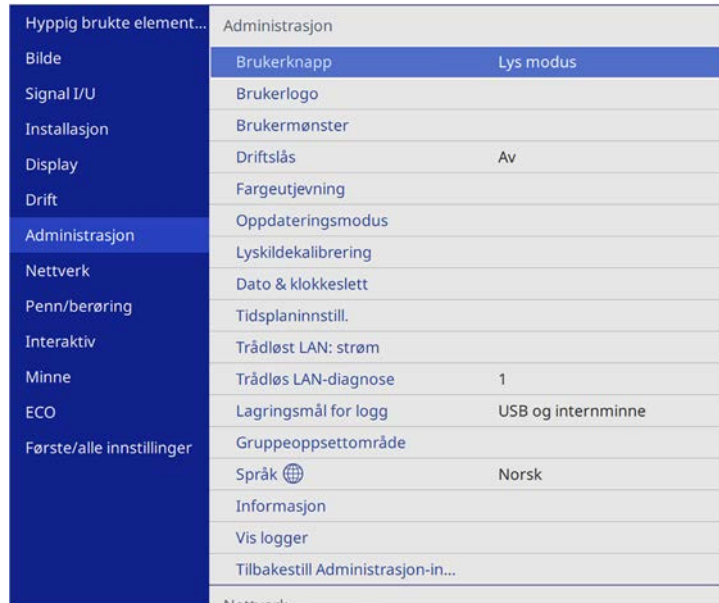 Hyppig brukte element...
Bilde
Signal I/U
Installasjon
Display
Drift
Administrasjon
Nettverk
Penn/berøring
Interaktiv
Minne
ECO
Første/alle innstillinger
Administrasjon
Brukerknapp Lys modus
Brukerlogo
Brukermønster
Driftslås Av
Fargeutjevning
Oppdateringsmodus
Lyskildekalibrering
Dato & klokkeslett
Tidsplaninnstill.
Trådløst LAN: strøm
Trådløs LAN-diagnose 1
Lagringsmål for logg USB og internminne
Gruppeoppsettområde
Språk Norsk
Informasjon
Vis logger
Tilbakestill Administrasjon-in...